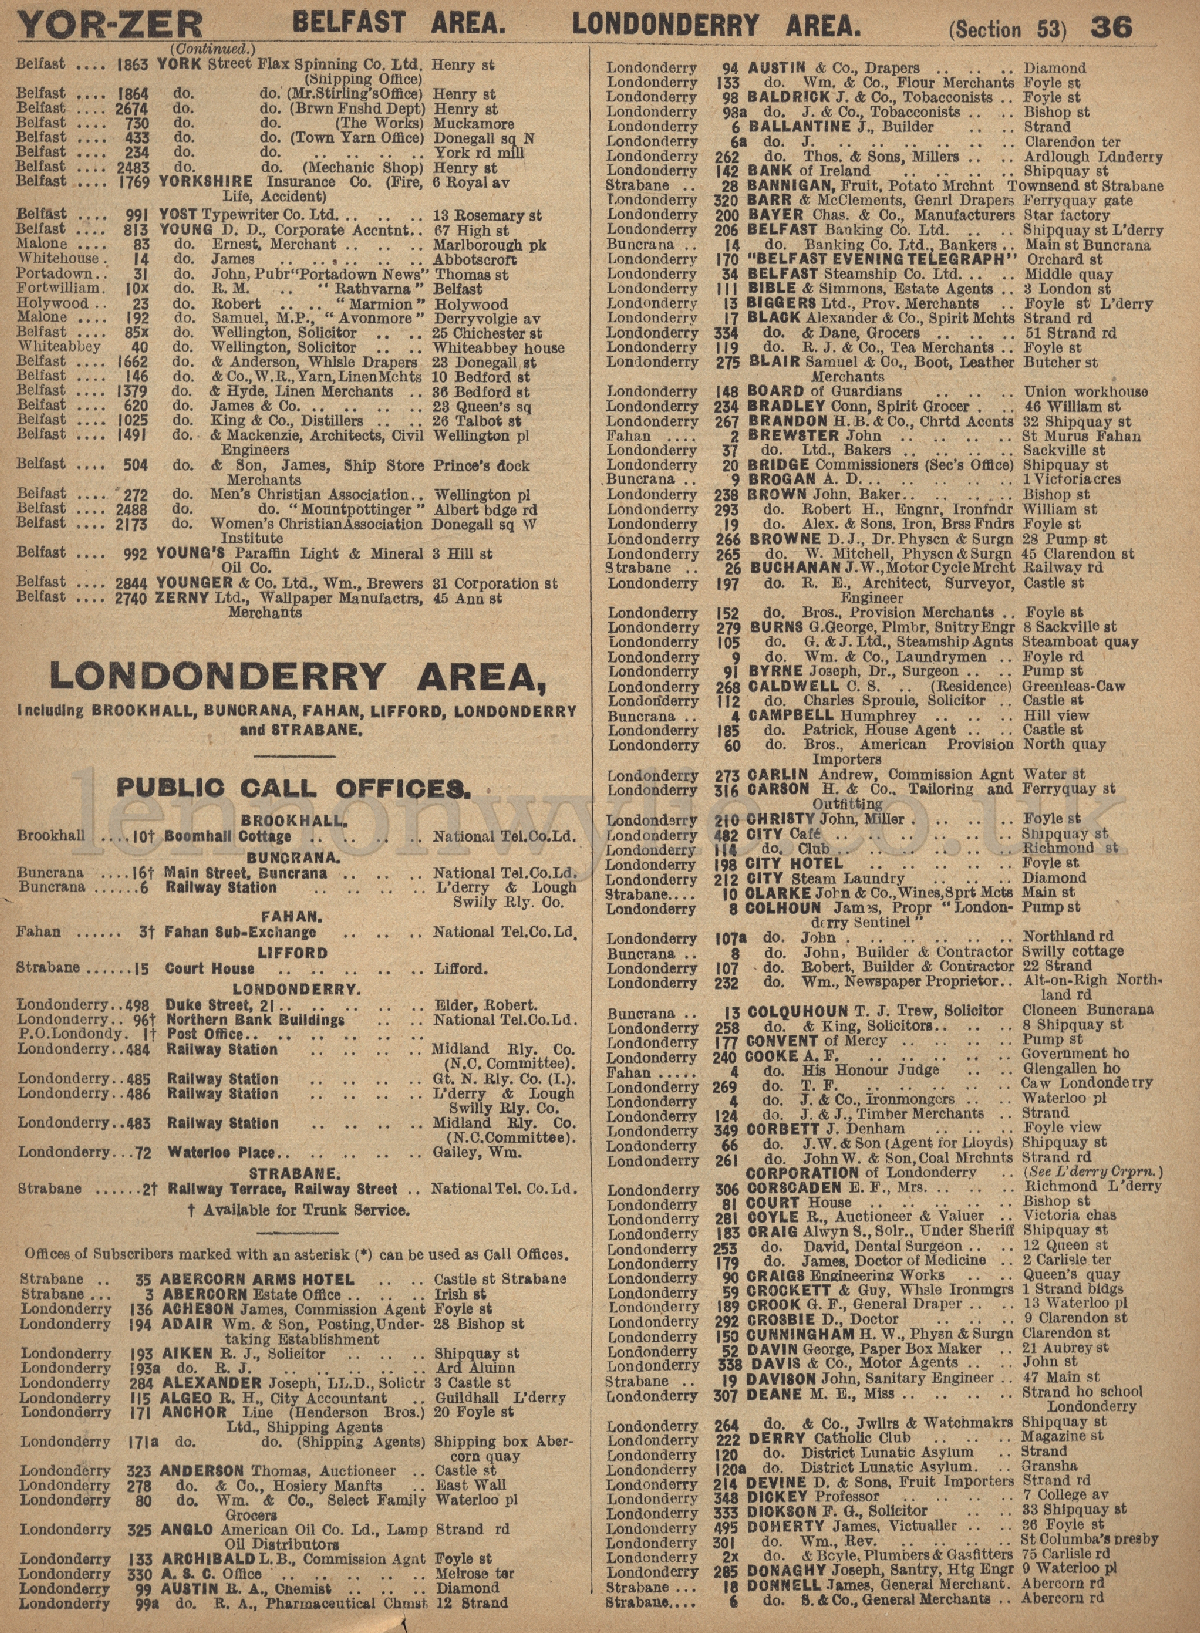 YOR-ZER BELFAST AREA. LONDONDERRY AREA. (Section 53) 36
(Continued.)
Belfast .... 1863 YORK Street Flax Spinning Co. Ltd. Henry st
(Shipping Office)
Belfast .... 1864 do. do. (Mr.Stirling'sOffice) Henry st
Belfast .... 2674 do. do. (Brwn Fnshd Dept) Henry st
Belfast .... 730 do. do. (The Works) Muckamore
Belfast .... 433 do. do. (Town Yarn Office) Donegall sq N
Belfast .... 234 do. do. .. .. .. .. York rd mill
Belfast .... 2483 do. do. (Mechanic Shop) Henry st
Belfast .... 1769 YORKSHIRE Insurance Co. (Fire, 6 Royal av
Life, Accident)
Belfast .... 991 YOST Typewriter Co. Ltd. .. .. .. 13 Rosemary st
Belfast .... 813 YOUNG D. D., Corporate Accntnt.. 67 High st
Malone .... 83 do. Ernest, Merchant .. .. .. Marlborough pk
Whitehouse . 14 do. James .. .. .. .. .. Abbotscroft
Portadown.. 31 do. John, Pubr"Portadown News" Thomas st
Fortwilliam. 10x do. R. M. .. "Rathvarna" Belfast
Holywood .. 23 do. Robert .. .. .. "Marmion" Holywood
Malone .... 192 do. Samuel, M.P., "Avonmore" Derryvolgie av
Belfast .... 85x do. Wellington, Solicitor .. .. 25 Chichester st
Whiteabbey 40 do. Wellington, Solicitor .. .. Whiteabbey house
Belfast .... 1662 do. & Anderson, Whlsle Drapers 23 Donegall st
Belfast .... 146 do. & Co., W.R., Yarn, Linen Mchts 10 Bedford st
Belfast .... 1379 do. & Hyde, Linen Merchants .. 36 Bedford st
Belfast .... 620 do. James & Co. .. .. .. .. 23 Queen's sq
Belfast .... 1025 do. King & Co., Distillers .. .. 26 Talbot st
Belfast .... 1491 do. & Mackenzie, Architects, Civil Wellington pl
Engineers
Belfast .... 504 do. & Son, James, Ship Store Prince's dock
Merchants
Belfast .... 272 do. Men's Christian Association.. Wellington pl
Belfast .... 2488 do. do. "Mountpottinger" Albert bdge rd
Belfast .... 2173 do. Women's ChristianAssociation Donegall sq W
Institute
Belfast .... 992 YOUNG'S Paraffin Light & Mineral 3 Hill st
Oil Co.
Belfast .... 2844 YOUNGER & Co. Ltd., Wm., Brewers 31 Corporation st
Belfast .... 2740 ZERNY Ltd., Wallpaper Manufactrs, 45 Ann st
Merchants
LONDONDERRY AREA,
Including BROOKHALL, BUNCRANA, FAHAN, LIFFORD, LONDONDERRY
and STRABANE.
PUBLIC CALL OFFICES.
BROOKHALL.
Brookhall ....10† Boomhall Cottage .. .. .. .. National Tel.Co.Ld.
BUNCRANA.
Buncrana ....16† Main Street, Buncrana .. .. .. National Tel.Co.Ld.
Buncrana ......6 Railway Station .. .. .. .. L'derry & Lough
Swilly Rly. Co.
FAHAN.
Fahan ...... 3† Fahan Sub-Exchange .. .. .. National Tel.Co.Ld.
LIFFORD
Strabane ......15 Court House .. .. .. .. .. Lifford.
LONDONDERRY.
Londonderry..498 Duke Street, 21.. .. .. .. .. Elder, Robert.
Londonderry.. 96† Northern Bank Buildings .. .. National Tel.Co.Ld.
P.O.Londondy. 1† Post Office.. .. .. .. .. ..
Londonderry..484 Railway Station .. .. .. .. Midland Rly. Co.
(N.C. Committee).
Londonderry..485 Railway Station .. .. .. .. Gt. N. Rly. Co. (I.).
Londonderry..486 Railway Station .. .. .. .. L'derry & Lough
Swilly Rly. Co.
Londonderry..483 Railway Station .. .. .. .. Midland Rly. Co.
(N.C.Committee).
Londonderry...72 Waterloo Place.. .. .. .. .. Gailey, Wm.
STRABANE.
Strabane ......2† Railway Terrace, Railway Street .. National Tel. Co.Ld.
† Available for Trunk Service.
Offices of Subscribers marked with an asterisk (*) can be used as Call Offices.
Strabane .. 35 ABERCORN ARMS HOTEL .. .. Castle st Strabane
Strabane ... 3 ABERCORN Estate Office .. .. .. Irish st
Londonderry 136 ACHESON James, Commission Agent Foyle st
Londonderry 194 ADAIR Wm. & Son, Posting, Under- 28 Bishop st
taking Establishment
Londonderry 193 AIKEN R. J., Solicitor .. .. .. Shipquay st
Londonderry 193a do. R. J. .. .. .. .. .. Ard Aluinn
Londonderry 284 ALEXANDER Joseph, LL.D., Solictr 3 Castle st
Londonderry 115 ALGEO R. H., City Accountant .. Guildhall L'derry
Londonderry 171 ANCHOR Line (Henderson Bros.) 20 Foyle st
Ltd., Shipping Agents
Londonderry 171a do. do. (Shipping Agents) Shipping box Aber-
corn quay
Londonderry 323 ANDERSON Thomas, Auctioneer .. Castle st
Londonderry 278 do. & Co., Hosiery Manfts .. East Wall
Londonderry 80 do. Wm. & Co., Select Family Waterloo pl
Grocers
Londonderry 325 ANGLO American Oil Co. Ld., Lamp Strand rd
Oil Distributors
Londonderry 133 ARCHIBALD L.B., Commission Agnt Foyle st
Londonderry 330 A. S. C. Office .. .. .. .. .. Melrose ter
Londonderry 99 AUSTIN R. A., Chemist .. .. .. Diamond
Londonderry 99a do. R. A., Pharmaceutical Chmst 12 Strand
Londonderry 94 AUSTIN & Co., Drapers .. .. .. Diamond
Londonderry 133 do. Wm. & Co., Flour Merchants Foyle st
Londonderry 98 BALDRICK J. & Co., Tobacconists .. Foyle st
Londonderry 98a do. J. & Co., Tobacconists .. .. Bishop st
Londonderry 6 BALLANTINE J., Builder .. .. Strand
Londonderry 6a do. J. .. .. .. .. .. .. Clarendon ter
Londonderry 262 do. Thos. & Sons, Millers .. .. Ardlough Ldnderry
Londonderry 142 BANK of Ireland .. .. .. .. Shipquay st
Strabane .. 28 BANNIGAN, Fruit, Potato Mrchnt Townsend st Strabane
Londonderry 320 BARR & McClements, Genrl Drapers Ferryquay gate
Londonderry 200 BAYER Chas. & Co., Manufacturers Star factory
Londonderry 206 BELFAST Banking Co. Ltd. .. .. Shipquay st L'derry
Buncrana .. 14 do. Banking Co. Ltd., Bankers .. Main st Buncrana
Londonderry 170 "BELFAST EVENING TELEGRAPH" Orchard st
Londonderry 34 BELFAST Steamship Co. Ltd. .. .. Middle quay
Londonderry 111 BIBLE & Simmons, Estate Agents .. 3 London st
Londonderry 13 BIGGERS Ltd., Prov. Merchants .. Foyle st L'derry
Londonderry 17 BLACK Alexander & Co., Spirit Mchts Strand rd
Londonderry 334 do. & Dane, Grocers .. .. .. 51 Strand rd
Londonderry 119 do. R. J. & Co., Tea Merchants .. Foyle st
Londonderry 275 BLAIR Samuel & Co., Boot, Leather Butcher st
Merchants
Londonderry 148 BOARD of Guardians .. .. .. Union workhouse
Londonderry 234 BRADLEY Conn, Spirit Grocer . .. 46 William st
Londonderry 267 BRANDON H. B. & Co., Chrtd Accnts 32 Shipquay st
Fahan .... 2 BREWSTER John .. .. .. .. St Murus Fahan
Londonderry 37 do. Ltd., Bakers .. .. .. .. Sackville st
Londonderry 20 BRIDGE Commissioners (Sec's Office) Shipquay st
Buncrana .. 9 BROGAN A. D. .. .. .. .. .. 1 Victoria cres
Londonderry 238 BROWN John, Baker.. .. .. .. Bishop st
Londonderry 293 do. Robert H., Engnr, Ironfndr William st
Londonderry 19 do. Alex. & Sons, Iron, Brss Fndrs Foyle st
Londonderry 266 BROWNE D.J., Dr. Physcn & Surgn 28 Pump st
Londonderry 265 do. W. Mitchell, Physcn & Surgn 45 Clarendon st
Strabane .. 26 BUCHANAN J.W., Motor Cycle Mrcht Railway rd
Londonderry 197 do. R. E., Architect, Surveyor, Castle st
Engineer
Londonderry 152 do. Bros., Provision Merchants .. Foyle st
Londonderry 279 BURNS G. George, Plmbr, Snitry Engr 8 Sackville st
Londonderry 105 do. G. & J. Ltd., Steamship Agnts Steamboat quay
Londonderry 9 do. Wm. & Co., Laundrymen .. Foyle rd
Londonderry 91 BYRNE Joseph, Dr., Surgeon .. .. Pump st
Londonderry 268 CALDWELL C. S. .. (Residence) Greenleas-Caw
Londonderry 112 do. Charles Sproule, Solicitor .. Castle st
Buncrana .. 4 CAMPBELL Humphrey .. .. .. Hill view
Londonderry 185 do. Patrick, House Agent .. .. Castle st
Londonderry 60 do. Bros., American Provision North quay
Importers
Londonderry 273 CARLIN Andrew, Commission Agnt Water st
Londonderry 316 CARSON H. & Co., Tailoring and Ferryquay st
Outfitting
Londonderry 210 CHRISTY John, Miller . .. .. .. Foyle st
Londonderry 482 CITY Café .. .. .. .. .. .. Shipquay st
Londonderry 114 do. Club .. .. .. .. .. .. Richmond st
Londonderry 198 CITY HOTEL .. .. .. .. .. Foyle st
Londonderry 212 CITY Steam Laundry .. .. .. Diamond
Strabane.... 10 CLARKE John & Co., Wines, Sprt Mcts Main st
Londonderry 8 COLHOUN James, Propr "London- Pump st
derry Sentinel"
Londonderry 107a do. John . .. .. .. .. .. Northland rd
Buncrana .. 8 do. John, Builder & Contractor Swilly cottage
Londonderry 107 do. Robert, Builder & Contractor 22 Strand
Londonderry 232 do. Wm., Newspaper Proprietor.. Alt-on-Righ North-
land rd
Buncrana .. 13 COLQUHOUN T. J. Trew, Solicitor Cloneen Buncrana
Londonderry 258 do. & King, Solicitors.. .. .. 8 Shipquay st
Londonderry 177 CONVENT of Mercy .. .. .. .. Pump st
Londonderry 240 COOKE A. F. .. .. .. .. .. Government ho
Fahan ..... 4 do. His Honour Judge .. .. Glengallen ho
Londonderry 269 do. T. F. .. .. .. .. .. Caw Londonderry
Londonderry 4 do. J. & Co., Ironmongers .. .. Waterloo pl
Londonderry 124 do. J. & J., Timber Merchants .. Strand
Londonderry 349 CORBETT J. Denham .. .. .. Foyle view
Londonderry 66 do. J.W. & Son (Agent for Lloyds) Shipquay st
Londonderry 261 do. John W. & Son, Coal Mrchnts Strand rd
CORPORATION of Londonderry .. (See L'derry Crprn.)
Londonderry 306 CORSCADEN E. F., Mrs. .. .. .. Richmond L'derry
Londonderry 81 COURT House .. .. .. .. .. Bishop st
Londonderry 281 COYLE R., Auctioneer & Valuer .. Victoria chas
Londonderry 183 CRAIG Alwyn S., Solr., Under Sheriff Shipquay st
Londonderry 253 do. David, Dental Surgeon .. .. 12 Queen st
Londonderry 179 do. James, Doctor of Medicine .. 2 Carlisle ter
Londonderry 90 CRAIGS Engineering Works .. .. Queen's quay
Londonderry 59 CROCKETT & Guy, Whsle Ironmgrs 1 Strand bldgs
Londonderry 189 CROOK G. F., General Draper .. .. 13 Waterloo pl
Londonderry 292 CROSBIE D., Doctor .. .. .. 9 Clarendon st
Londonderry 150 CUNNINGHAM H. W., Physn & Surgn Clarendon st
Londonderry 52 DAVIN George, Paper Box Maker .. 21 Aubrey st
Londonderry 338 DAVIS & Co., Motor Agents .. .. John st
Strabane .. 19 DAVISON John, Sanitary Engineer .. 47 Main st
Londonderry 307 DEANE M. E., Miss .. .. .. .. Strand ho school
Londonderry
Londonderry 264 do. & Co., Jwllrs & Watchmakrs Shipquay st
Londonderry 222 DERRY Catholic Club .. .. .. Magazine st
Londonderry 120 do. District Lunatic Asylum .. Strand
Londonderry 120a do. District Lunatic Asylum. .. Gransha
Londonderry 214 DEVINE D. & Sons, Fruit Importers Strand rd
Londonderry 348 DICKEY Professor .. .. .. .. 7 College av
Londonderry 333 DICKSON F. G., Solicitor .. .. 33 Shipquay st
Londonderry 495 DOHERTY James, Victualler .. .. 36 Foyle st
Londonderry 301 do. Wm., Rev. .. .. .. .. St Columba's presby
Londonderry 2x do. & Boyle, Plumbers & Gasfitters 75 Carlisle rd
Londonderry 285 DONAGHY Joseph, Santry, Htg Engr 9 Waterloo pl
Strabane ... 18 DONNELL James, General Merchant. Abercorn rd
Strabane.... 6 do. S. & Co., General Merchants .. Abercorn rd
lennonwylie.co.uk